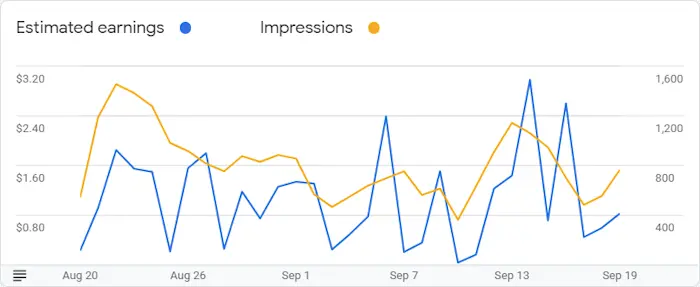 Estimated earnings Impressions
$3.20 1,600
$2.40 1,200
$1.60 800
$0.80 400
Aug 20 Aug 26 Sep 1 Sep 7 Sep 13 Sep 19